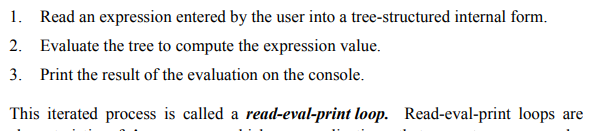 1. Read an expression entered by the user into a tree-structured internal form.
2. Evaluate the tree to compute the expression value.
3. Print the result of the evaluation on the console.
This iterated process is called a read-eval-print loop. Read-eval-print loops are